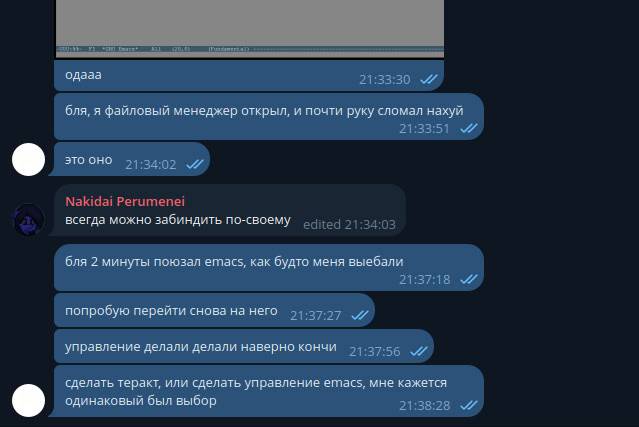 -UUU:%%- F1 *GNU Emacs* All (20,0) (Fundamental)
одааа
21:33:30
бля, я файловый менеджер открыл, и почти руку сломал нахуй
21:33:51
это оно 21:34:02
Nakidai Perumenei
всегда можно забиндить по-своему edited 21:34:03
бля 2 минуты поюзал emacs, как будто меня выебали
21:37:18
попробую перейти снова на него 21:37:27
управление делали делали наверно кончи 21:37:56
сделать теракт, или сделать управление emacs, мне кажется
одинаковый был выбор
21:38:28